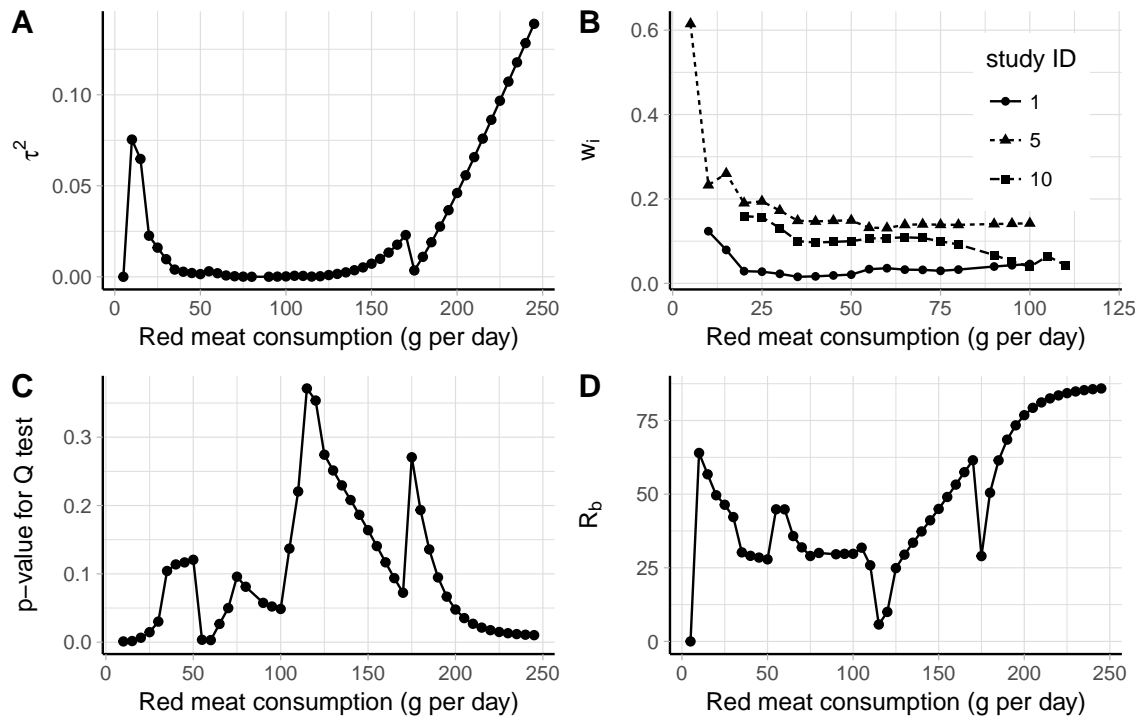 A
τ²
0.10
0.05
0.00
0 50 100 150 200 250
Red meat consumption (g per day)
B
wᵢ
0.6
0.4
0.2
0.0
0 25 50 75 100 125
Red meat consumption (g per day)
study ID
1
5
10
C
p−value for Q test
0.3
0.2
0.1
0.0
0 50 100 150 200 250
Red meat consumption (g per day)
D
R_b
75
50
25
0
0 50 100 150 200 250
Red meat consumption (g per day)